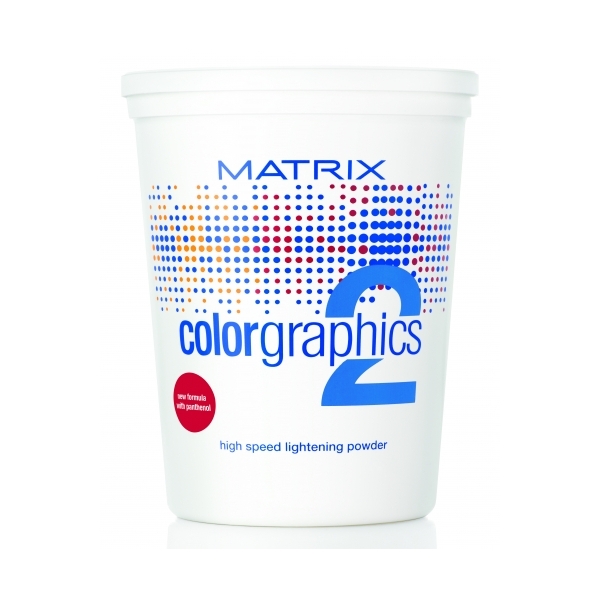 MATRIX
colorgraphics 2
new formula
with panthenol
high speed lightening powder